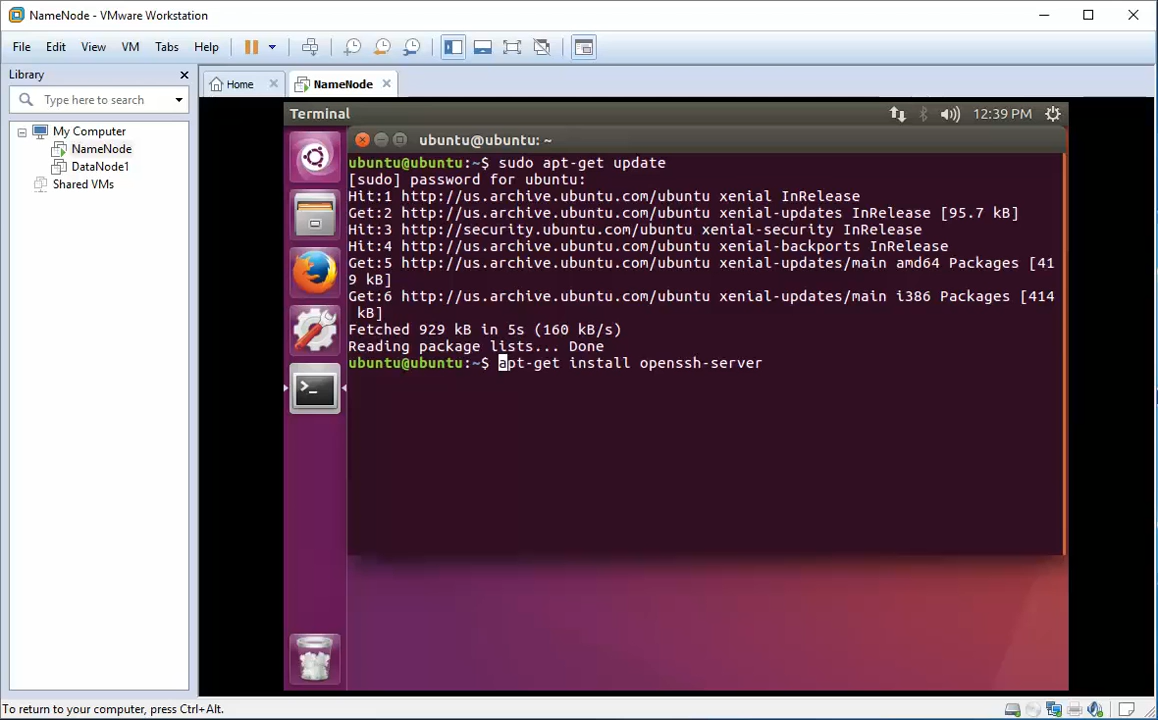 NameNode - VMware Workstation
File Edit View VM Tabs Help
Library
Type here to search
My Computer
NameNode
DataNode1
Shared VMs
Home
NameNode
Terminal
12:39 PM
ubuntu@ubuntu: ~
ubuntu@ubuntu:~$ sudo apt-get update
[sudo] password for ubuntu:
Hit:1 http://us.archive.ubuntu.com/ubuntu xenial InRelease
Get:2 http://us.archive.ubuntu.com/ubuntu xenial-updates InRelease [95.7 kB]
Hit:3 http://security.ubuntu.com/ubuntu xenial-security InRelease
Hit:4 http://us.archive.ubuntu.com/ubuntu xenial-backports InRelease
Get:5 http://us.archive.ubuntu.com/ubuntu xenial-updates/main amd64 Packages [41
9 kB]
Get:6 http://us.archive.ubuntu.com/ubuntu xenial-updates/main i386 Packages [414
kB]
Fetched 929 kB in 5s (160 kB/s)
Reading package lists... Done
ubuntu@ubuntu:~$ apt-get install openssh-server
To return to your computer, press Ctrl+Alt.